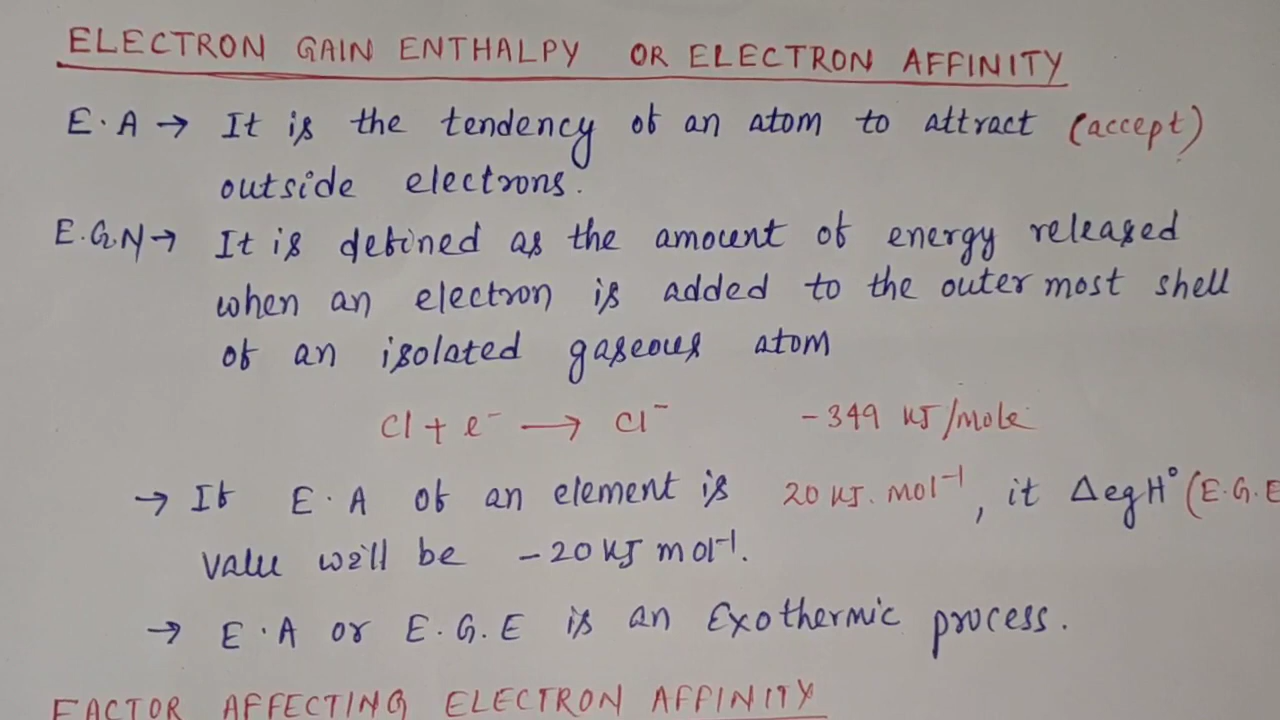 ELECTRON GAIN ENTHALPY OR ELECTRON AFFINITY
E.A → It is the tendency of an atom to attract (accept)
outside electrons.
E.G.N → It is defined as the amount of energy released
when an electron is added to the outer most shell
of an isolated gaseous atom
Cl + e⁻ → Cl⁻ -349 kJ/mole
→ If E.A of an element is 20 kJ. mol⁻¹, it ΔegH° (E.G.E
value will be -20 kJ mol⁻¹.
→ E.A or E.G.E is an Exothermic process.
FACTOR AFFECTING ELECTRON AFFINITY